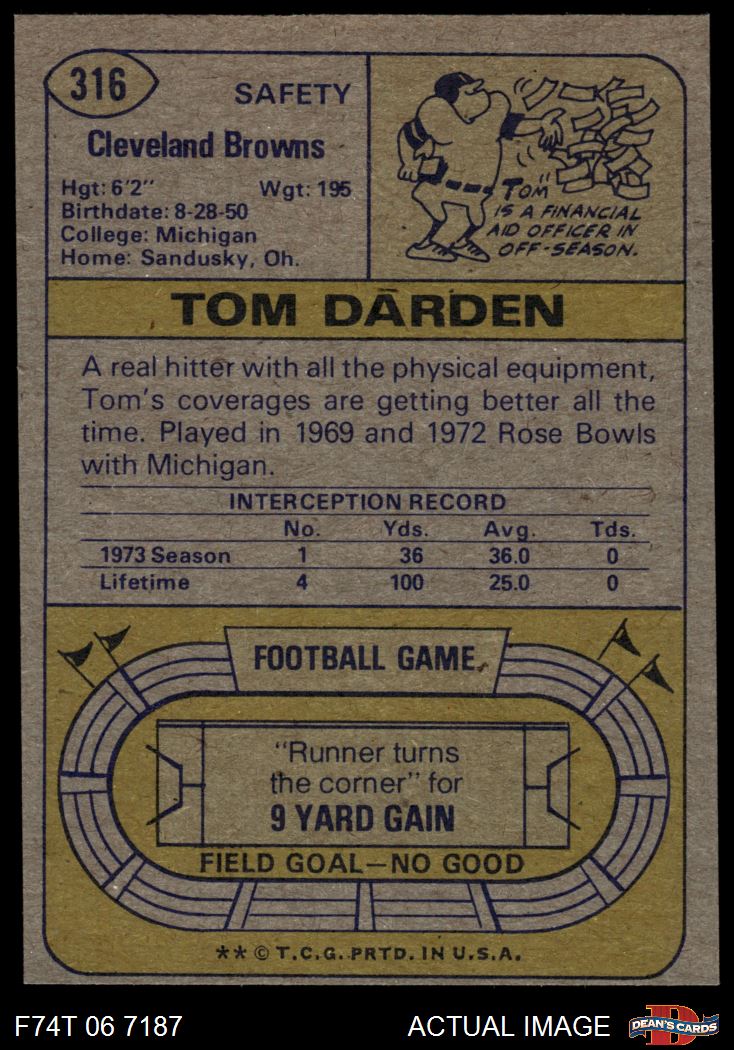 316
SAFETY
Cleveland Browns
Hgt: 6'2" Wgt: 195
Birthdate: 8-28-50
College: Michigan
Home: Sandusky, Oh.
"TOM"
IS A FINANCIAL
AID OFFICER IN
OFF-SEASON.
TOM DARDEN
A real hitter with all the physical equipment,
Tom's coverages are getting better all the
time. Played in 1969 and 1972 Rose Bowls
with Michigan.
INTERCEPTION RECORD
No. Yds. Avg. Tds.
1973 Season 1 36 36.0 0
Lifetime 4 100 25.0 0
FOOTBALL GAME
"Runner turns
the corner" for
9 YARD GAIN
FIELD GOAL—NO GOOD
** © T.C.G. PRTD. IN U.S.A.
F74T 06 7187 ACTUAL IMAGE
D
DEAN'S CARDS